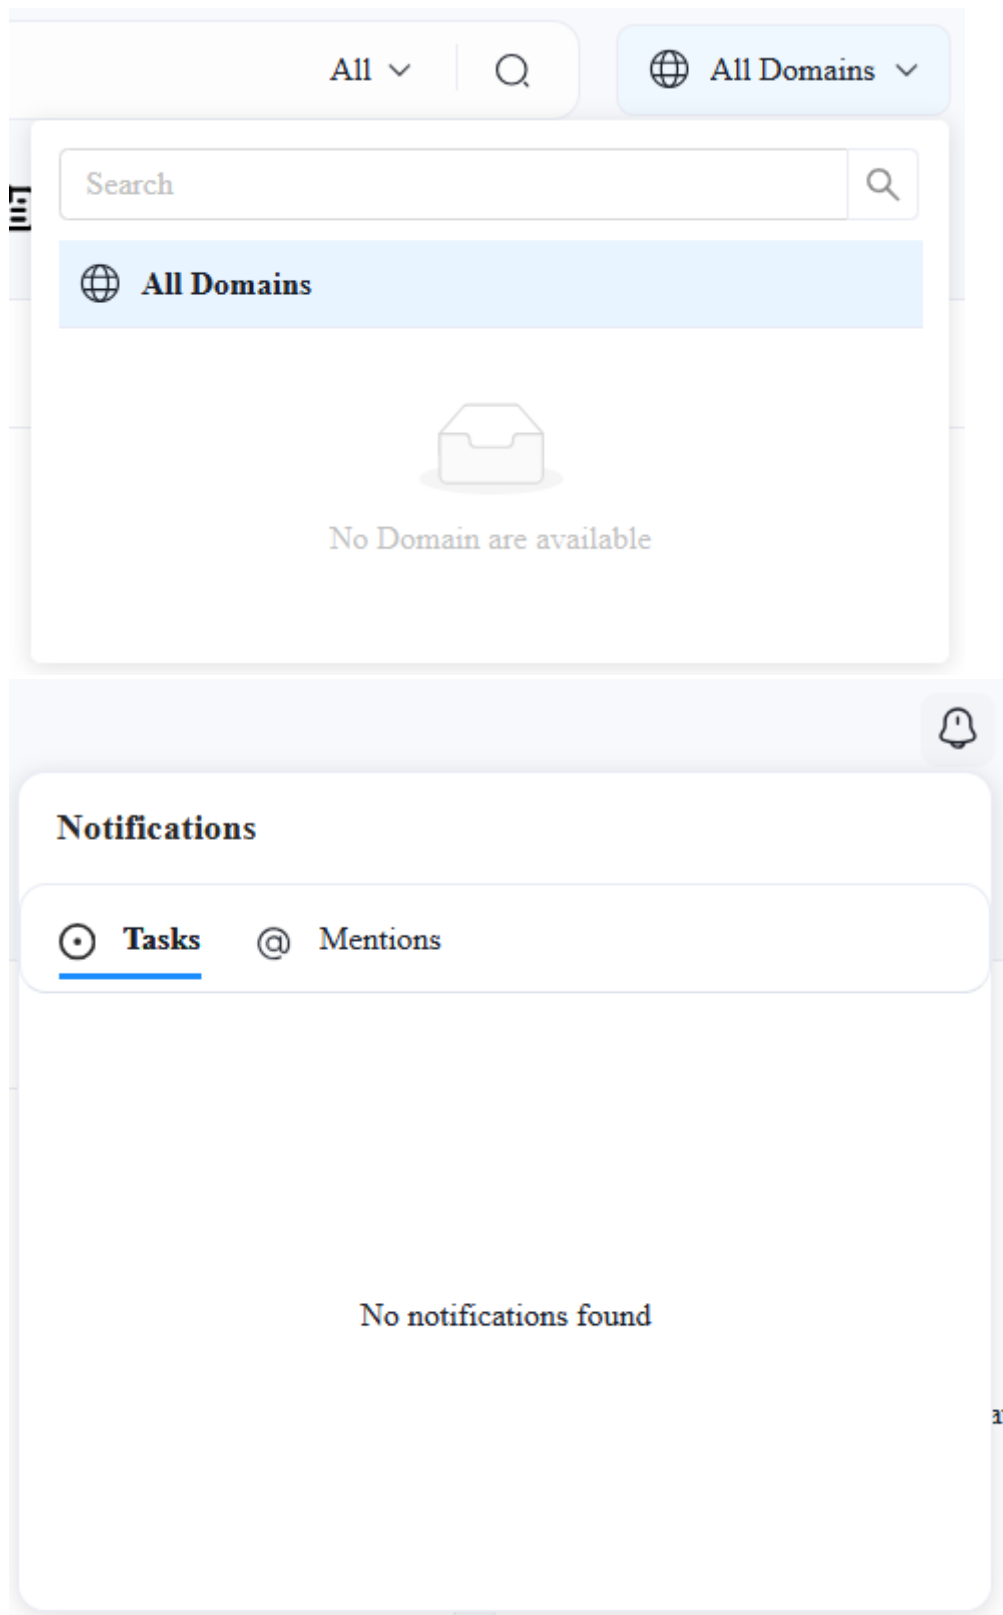 All
All Domains
Search
All Domains
No Domain are available
Notifications
Tasks
@ Mentions
No notifications found